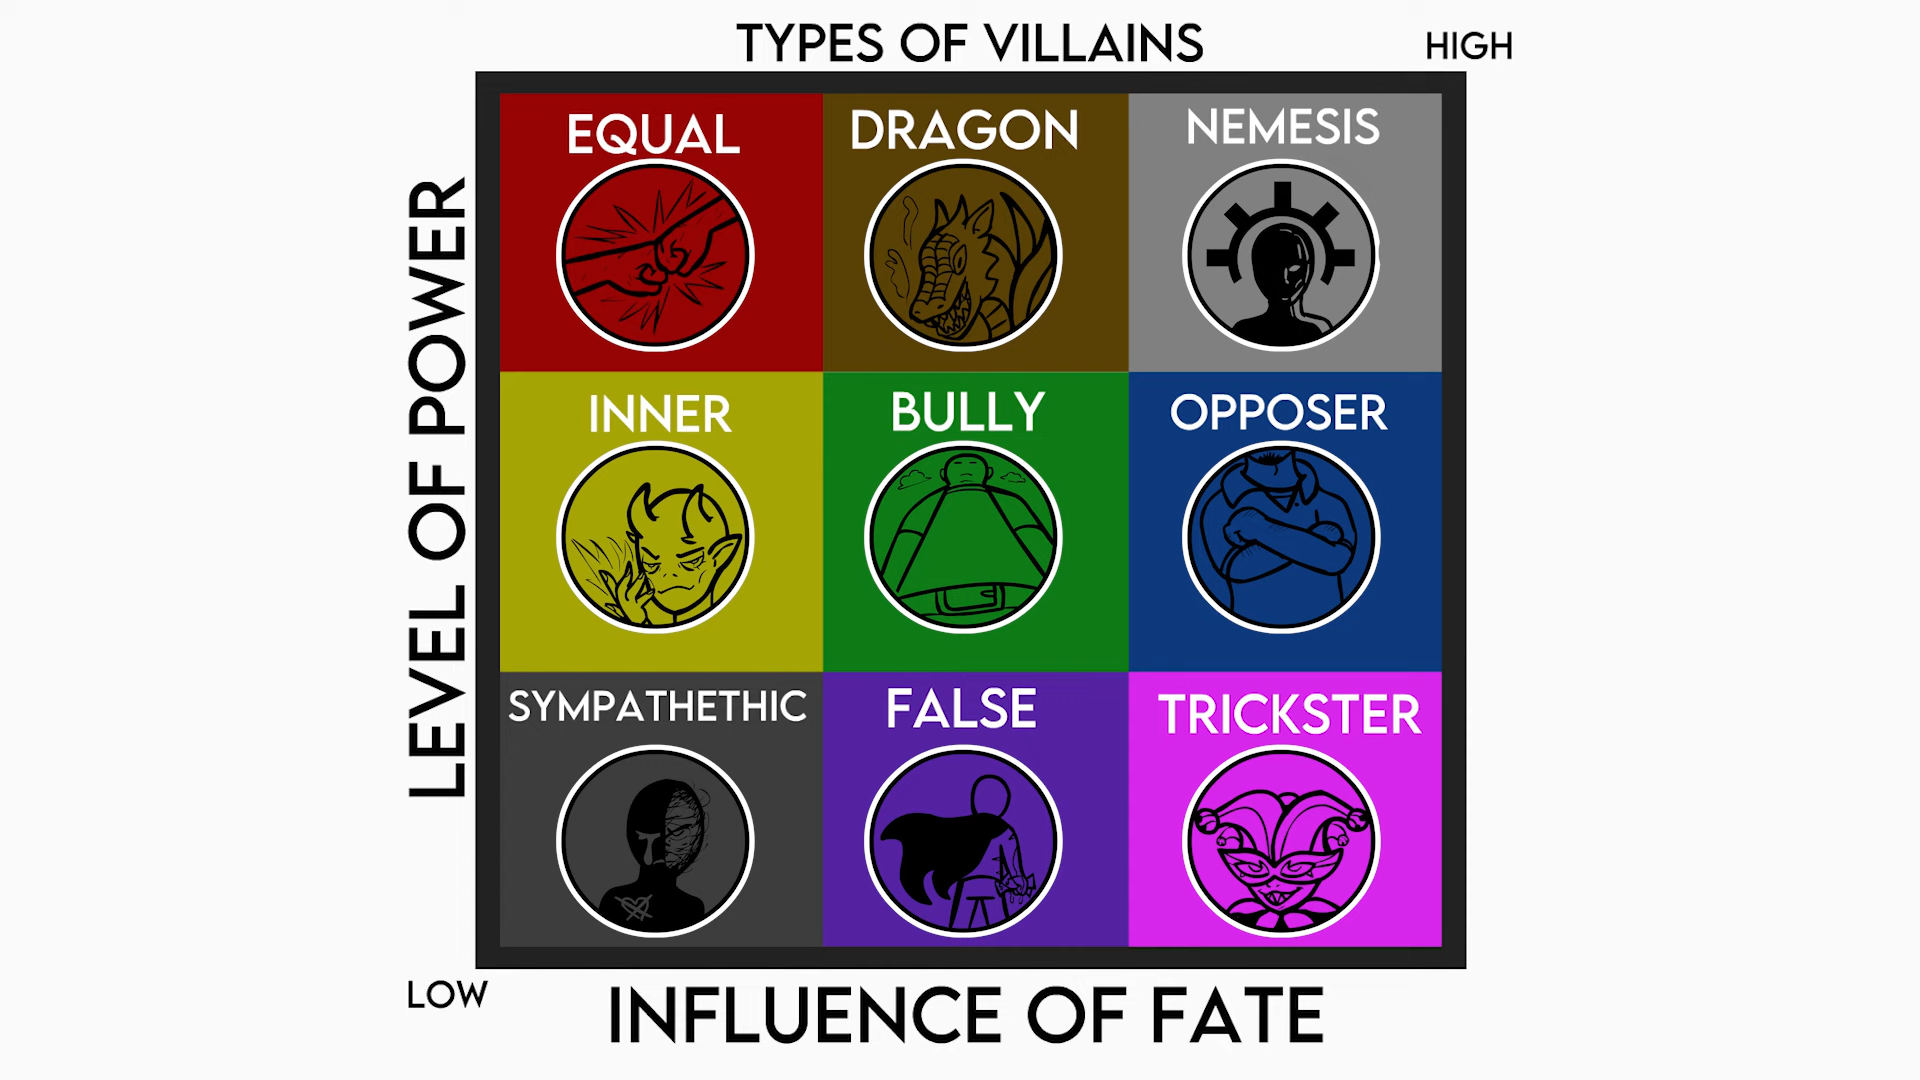 TYPES OF VILLAINS
HIGH
LEVEL OF POWER
EQUAL
DRAGON
NEMESIS
INNER
BULLY
OPPOSER
SYMPATHETHIC
FALSE
TRICKSTER
LOW
INFLUENCE OF FATE